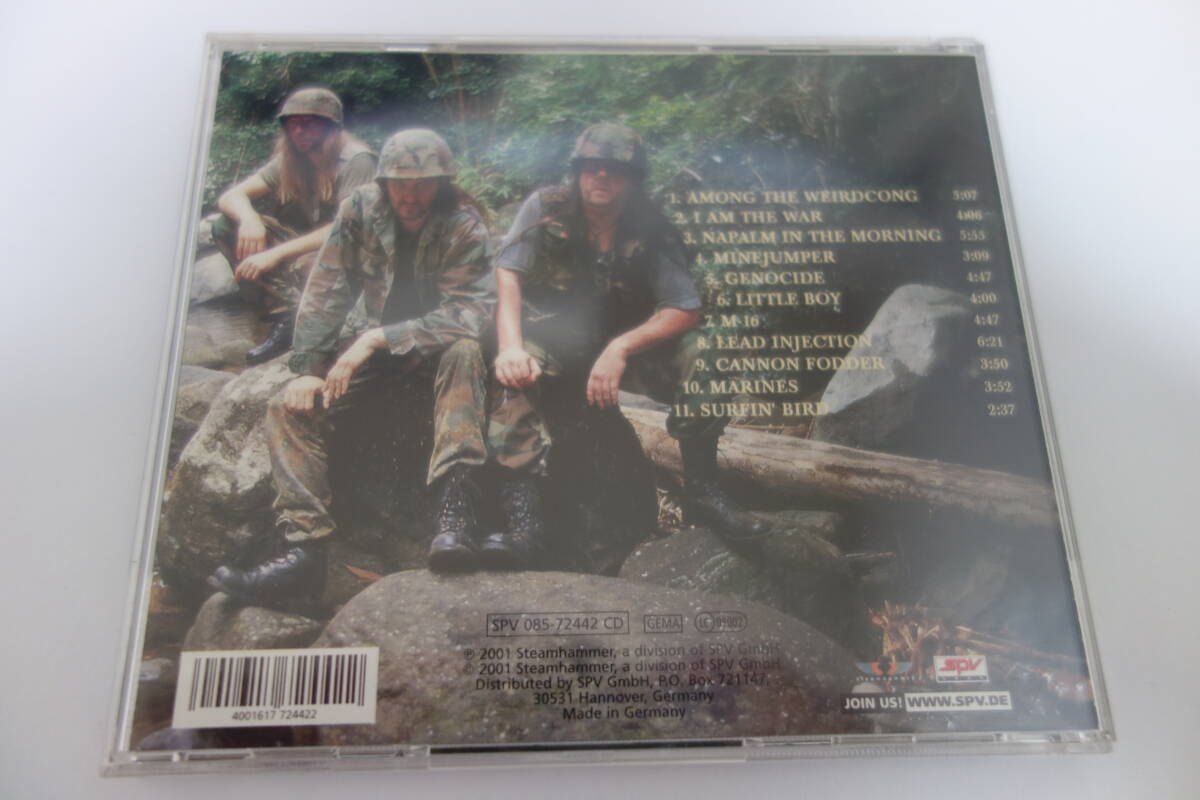 1. AMONG THE WEIRDCONG 5:07
2. I AM THE WAR 4:06
3. NAPALM IN THE MORNING 5:55
4. MINEJUMPER 3:09
5. GENOCIDE 4:47
6. LITTLE BOY 4:00
7. M-16 4:47
8. LEAD INJECTION 6:21
9. CANNON FODDER 3:50
10. MARINES 3:52
11. SURFIN' BIRD 2:37
SPV 085-72442 CD GEMA LC 09002
℗ 2001 Steamhammer, a division of SPV GmbH
© 2001 Steamhammer, a division of SPV GmbH
Distributed by SPV GmbH, P.O. Box 721147,
30531 Hannover, Germany
Made in Germany
4001617 724422
steamhammer SPV
JOIN US! WWW.SPV.DE